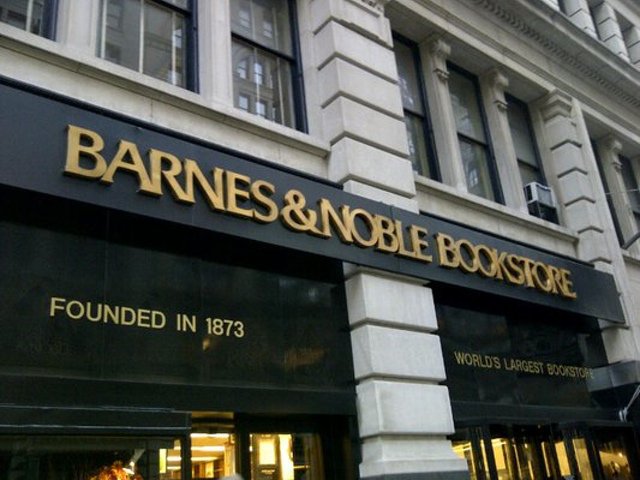 BARNES & NOBLE BOOKSTORE
FOUNDED IN 1873
WORLD'S LARGEST BOOKSTORE